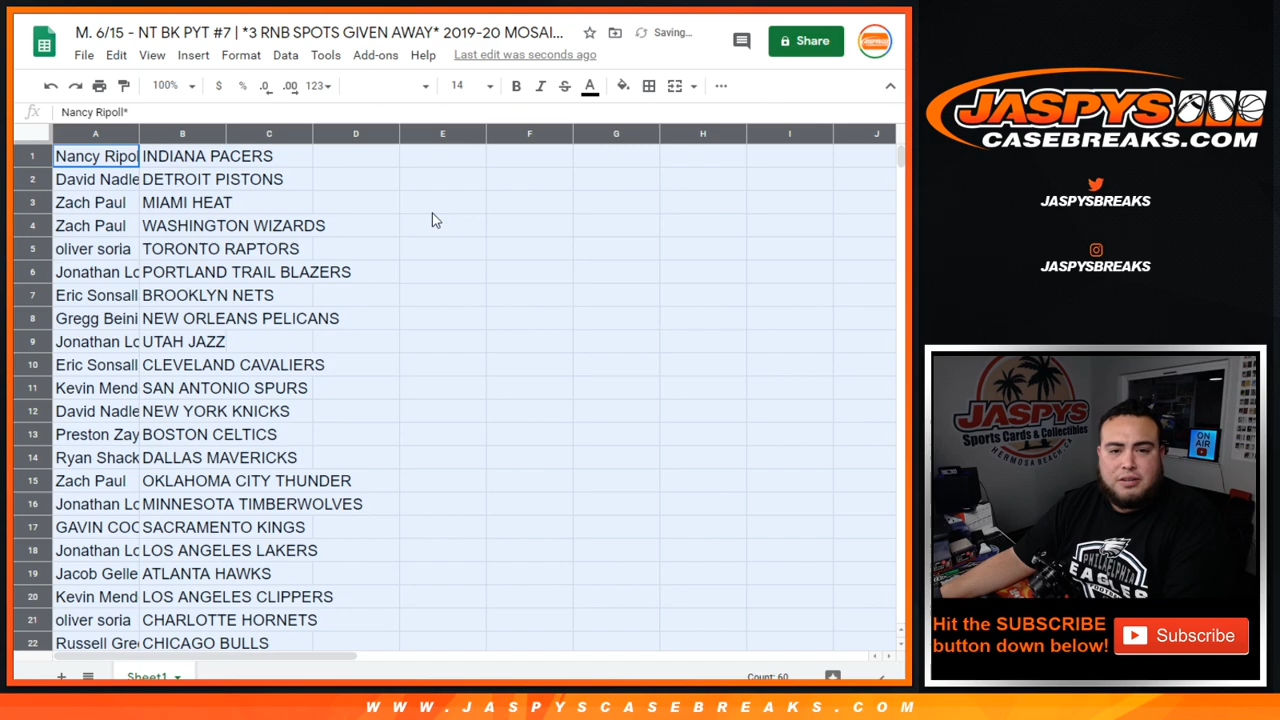 M. 6/15 - NT BK PYT #7 | *3 RNB SPOTS GIVEN AWAY* 2019-20 MOSAI...
Saving...
Share
File Edit View Insert Format Data Tools Add-ons Help Last edit was seconds ago
100% $ % .0 .00 123 14 B I S A
fx Nancy Ripoll*
A B C D E F G H I J
1 Nancy Ripol INDIANA PACERS
2 David Nadle DETROIT PISTONS
3 Zach Paul MIAMI HEAT
4 Zach Paul WASHINGTON WIZARDS
5 oliver soria TORONTO RAPTORS
6 Jonathan Lo PORTLAND TRAIL BLAZERS
7 Eric Sonsall BROOKLYN NETS
8 Gregg Beini NEW ORLEANS PELICANS
9 Jonathan Lo UTAH JAZZ
10 Eric Sonsall CLEVELAND CAVALIERS
11 Kevin Mend SAN ANTONIO SPURS
12 David Nadle NEW YORK KNICKS
13 Preston Zay BOSTON CELTICS
14 Ryan Shack DALLAS MAVERICKS
15 Zach Paul OKLAHOMA CITY THUNDER
16 Jonathan Lo MINNESOTA TIMBERWOLVES
17 GAVIN COO SACRAMENTO KINGS
18 Jonathan Lo LOS ANGELES LAKERS
19 Jacob Gelle ATLANTA HAWKS
20 Kevin Mend LOS ANGELES CLIPPERS
21 oliver soria CHARLOTTE HORNETS
22 Russell Gre CHICAGO BULLS
Sheet1
Count: 60
JASPYS
CASEBREAKS.COM
JASPYSBREAKS
JASPYSBREAKS
JASPYS
Sports Cards & Collectibles
HERMOSA BEACH, CA
ON AIR
PHILADELPHIA
EAGLES
Hit the SUBSCRIBE
button down below!
Subscribe
WWW.JASPYSCASEBREAKS.COM